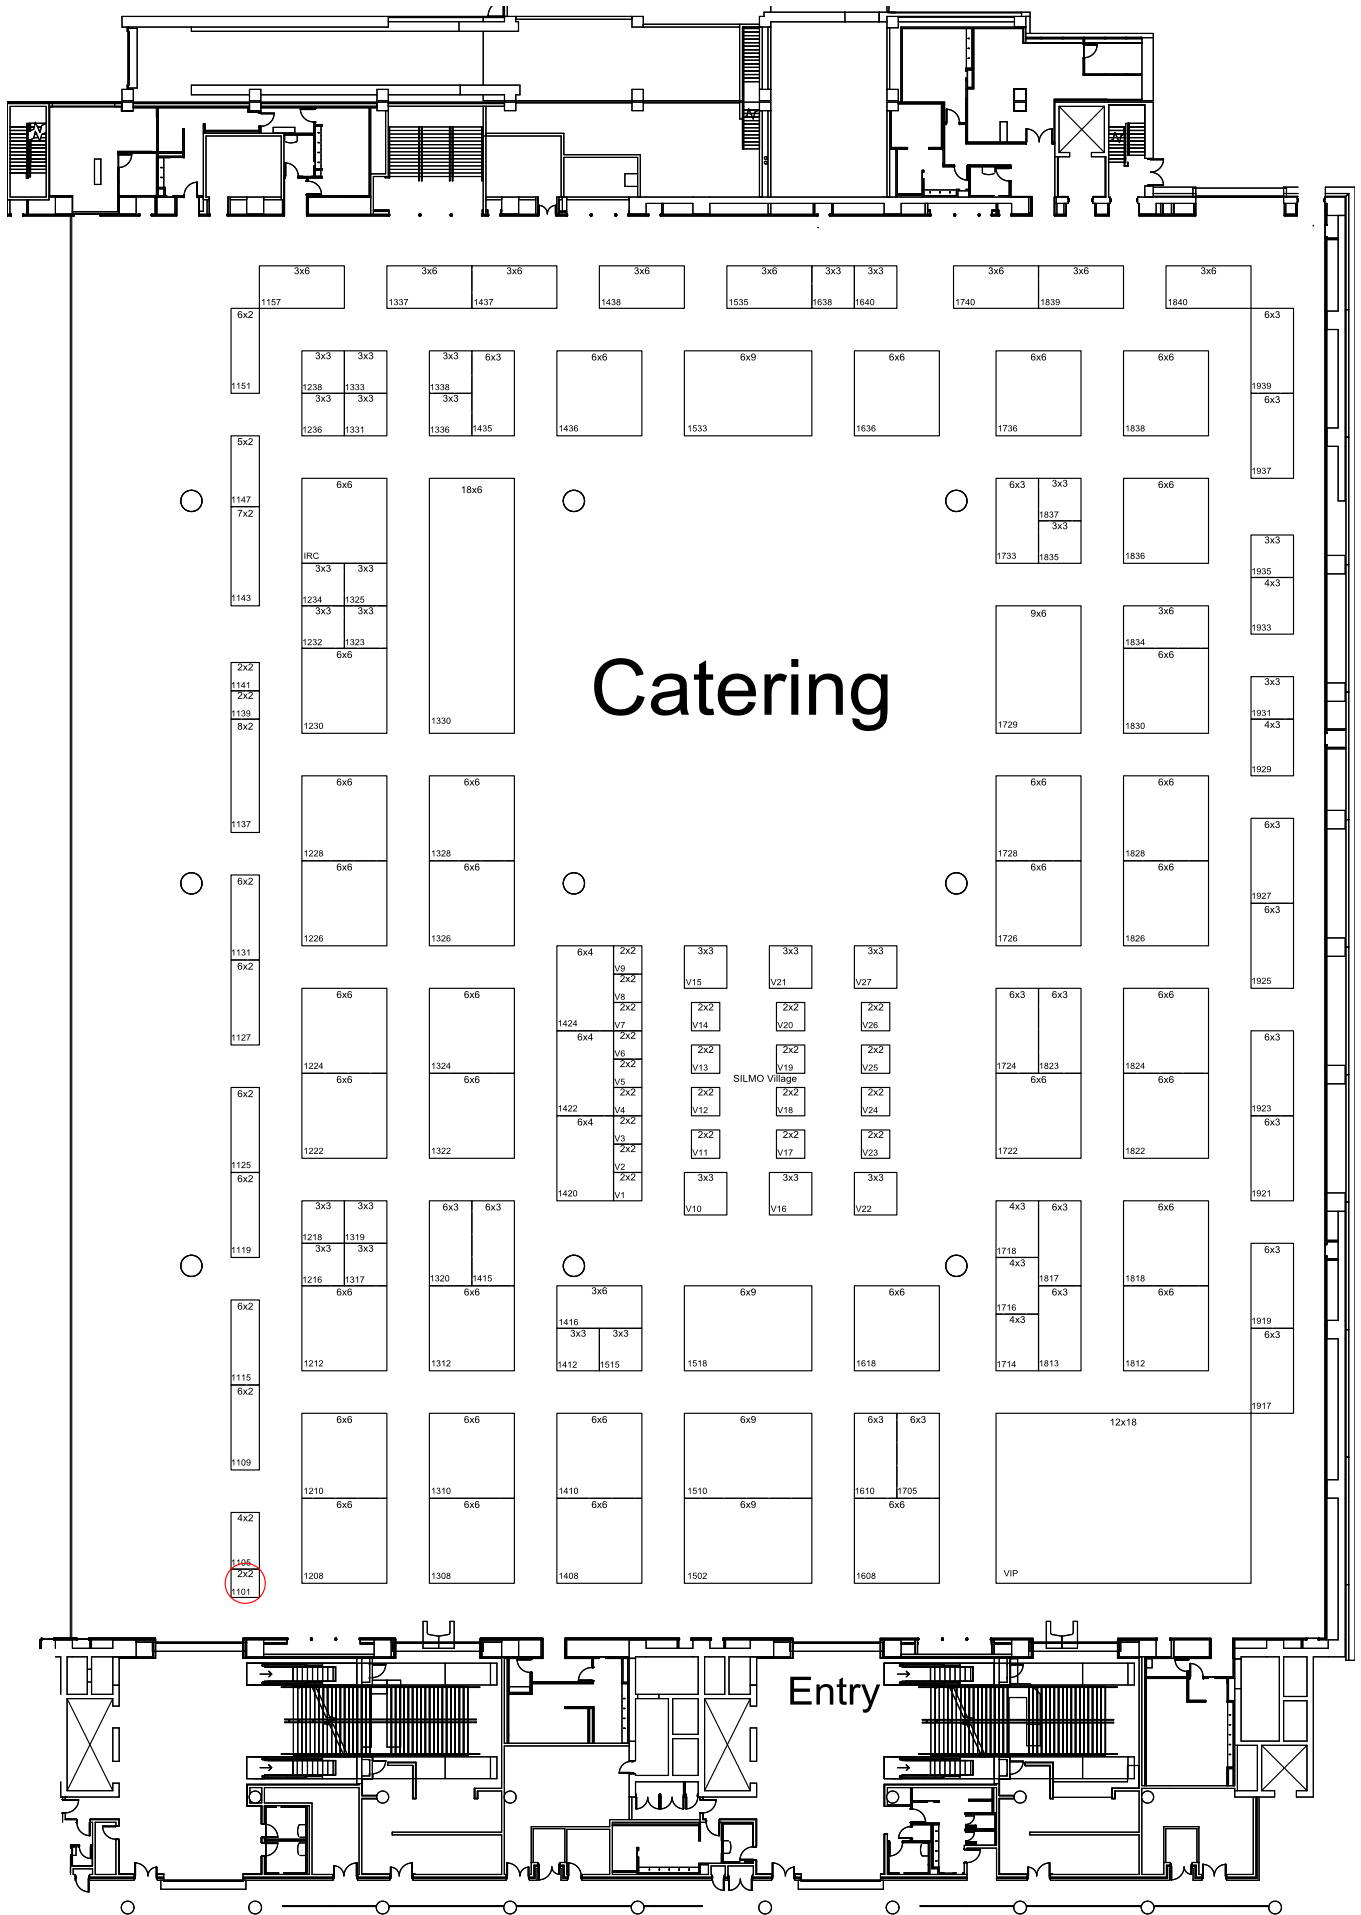 3x6 3x6 3x6 3x6 3x6 3x3 3x3 3x6 3x6 3x6
1157 1337 1437 1438 1535 1638 1640 1740 1839 1840
6x2 6x3
3x3 3x3 3x3 6x3 6x6 6x9 6x6 6x6 6x6
1151 1238 1333 1338 1939
3x3 3x3 3x3 6x3
1236 1331 1336 1435 1436 1533 1636 1736 1838
5x2
1937
6x6 18x6 6x3 3x3 6x6
1147 1837
7x2 3x3
IRC 1733 1835 1836
3x3 3x3 3x3
1935
4x3
1143 1234 1325
3x3 3x3 9x6 3x6
1933
1232 1323 1834
6x6 6x6
2x2 3x3
1141
2x2
1139 1931
8x2 4x3
Catering
1230 1330 1729 1830
1929
6x6 6x6 6x6 6x6
1137 6x3
1228 1328 1728 1828
6x6 6x6 6x6 6x6
6x2
1927
6x3
1226 1326 1726 1826
6x4 2x2 3x3 3x3 3x3
1131
6x2 V9
2x2
V15 V21 V27 1925
6x6 6x6 V8 6x3 6x3 6x6
2x2 2x2 2x2 2x2
1424 V7 V14 V20 V26
6x4 2x2 6x3
1127 V6 2x2 2x2 2x2
2x2
1224 1324 V13 V19 V25 1724 1823 1824
6x6 6x6 SILMO Village 6x6 6x6
V5
6x2 2x2 2x2 2x2 2x2
1422 V4 V12 V18 V24 1923
6x4 2x2 6x3
2x2 2x2 2x2
V3
2x2
1222 1322 V11 V17 V23 1722 1822
1125 V2
6x2 2x2 3x3 3x3 3x3
1420 V1 1921
3x3 3x3 6x3 6x3 4x3 6x3 6x6
V10 V16 V22
1218 1319
3x3 3x3 6x3
1119 1718
4x3
1216 1317 1320 1415 1817 1818
6x6 6x6 3x6 6x9 6x6 6x3 6x6
6x2 1716
4x3
1416 1919
3x3 3x3 6x3
1212 1312 1412 1515 1518 1618 1714 1813 1812
1115
6x2
1917
6x6 6x6 6x6 6x9 6x3 6x3 12x18
1109
1210 1310 1410 1510 1610 1705
6x6 6x6 6x6 6x9 6x6
4x2
1105
2x2
1208 1308 1408 1502 1608 VIP
1101
Entry